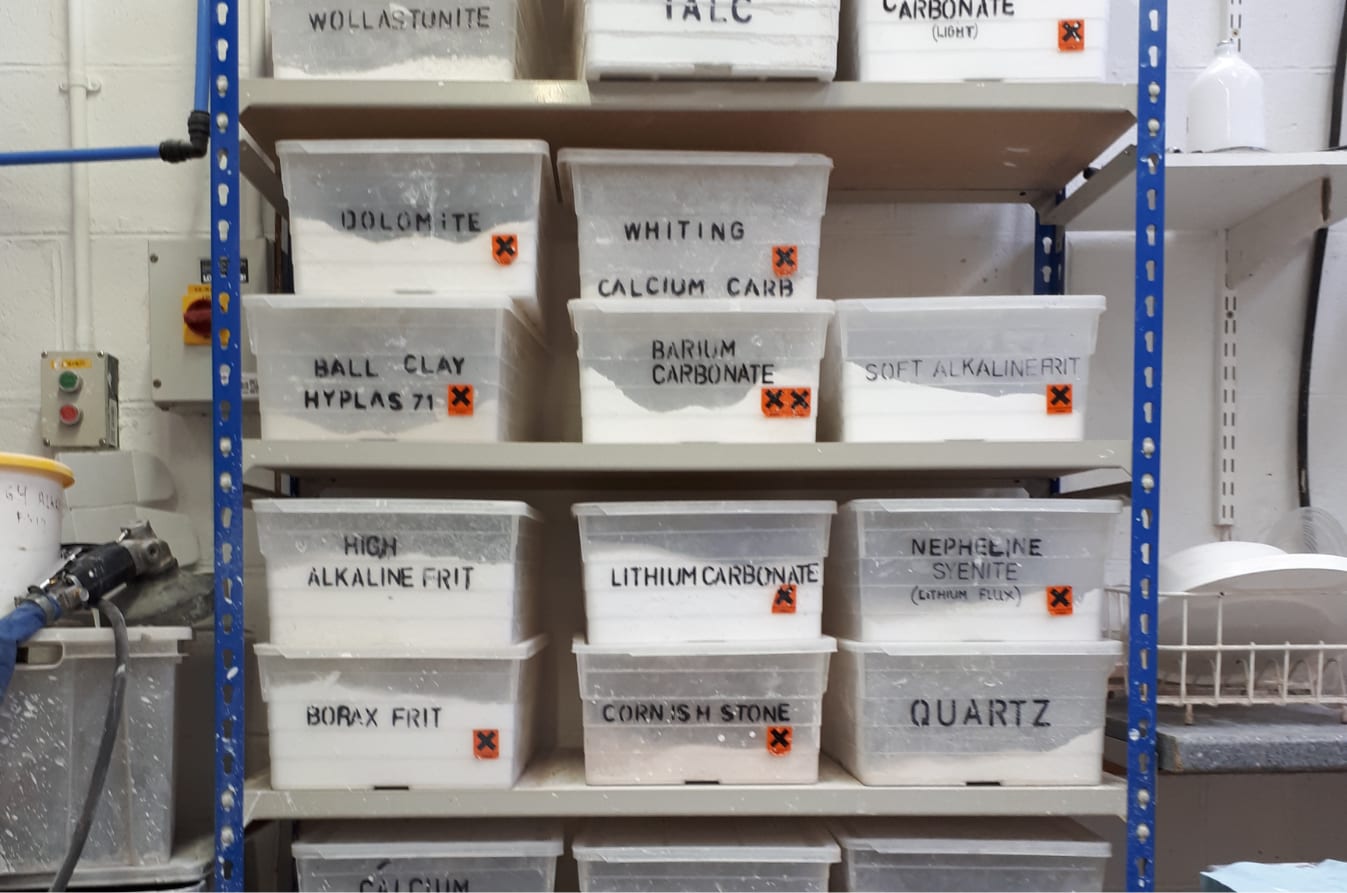 WOLLASTONITE
TALC
CARBONATE
(LIGHT)
DOLOMITE
WHITING
CALCIUM CARB
BALL CLAY
HYPLAS 71
BARIUM
CARBONATE
SOFT ALKALINE FRIT
HIGH
ALKALINE FRIT
LITHIUM CARBONATE
NEPHELINE
SYENITE
(LITHIUM FLUX)
BORAX FRIT
CORNISH STONE
QUARTZ
CALCIUM